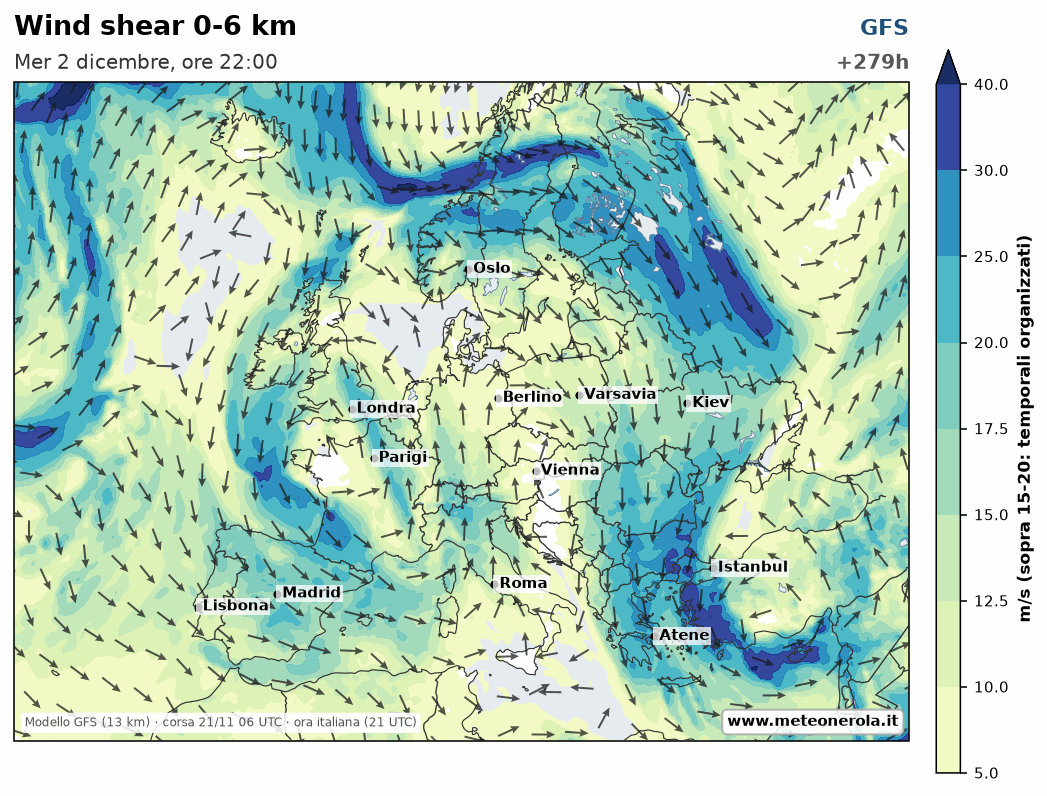 Wind shear 0-6 km
GFS
Mer 2 dicembre, ore 22:00
+279h
40.0
30.0
25.0
20.0
17.5
15.0
12.5
10.0
5.0
m/s (sopra 15-20: temporali organizzati)
Oslo
Berlino
Varsavia
Kiev
Londra
Parigi
Vienna
Istanbul
Roma
Madrid
Lisbona
Atene
Modello GFS (13 km) · corsa 21/11 06 UTC · ora italiana (21 UTC)
www.meteonerola.it